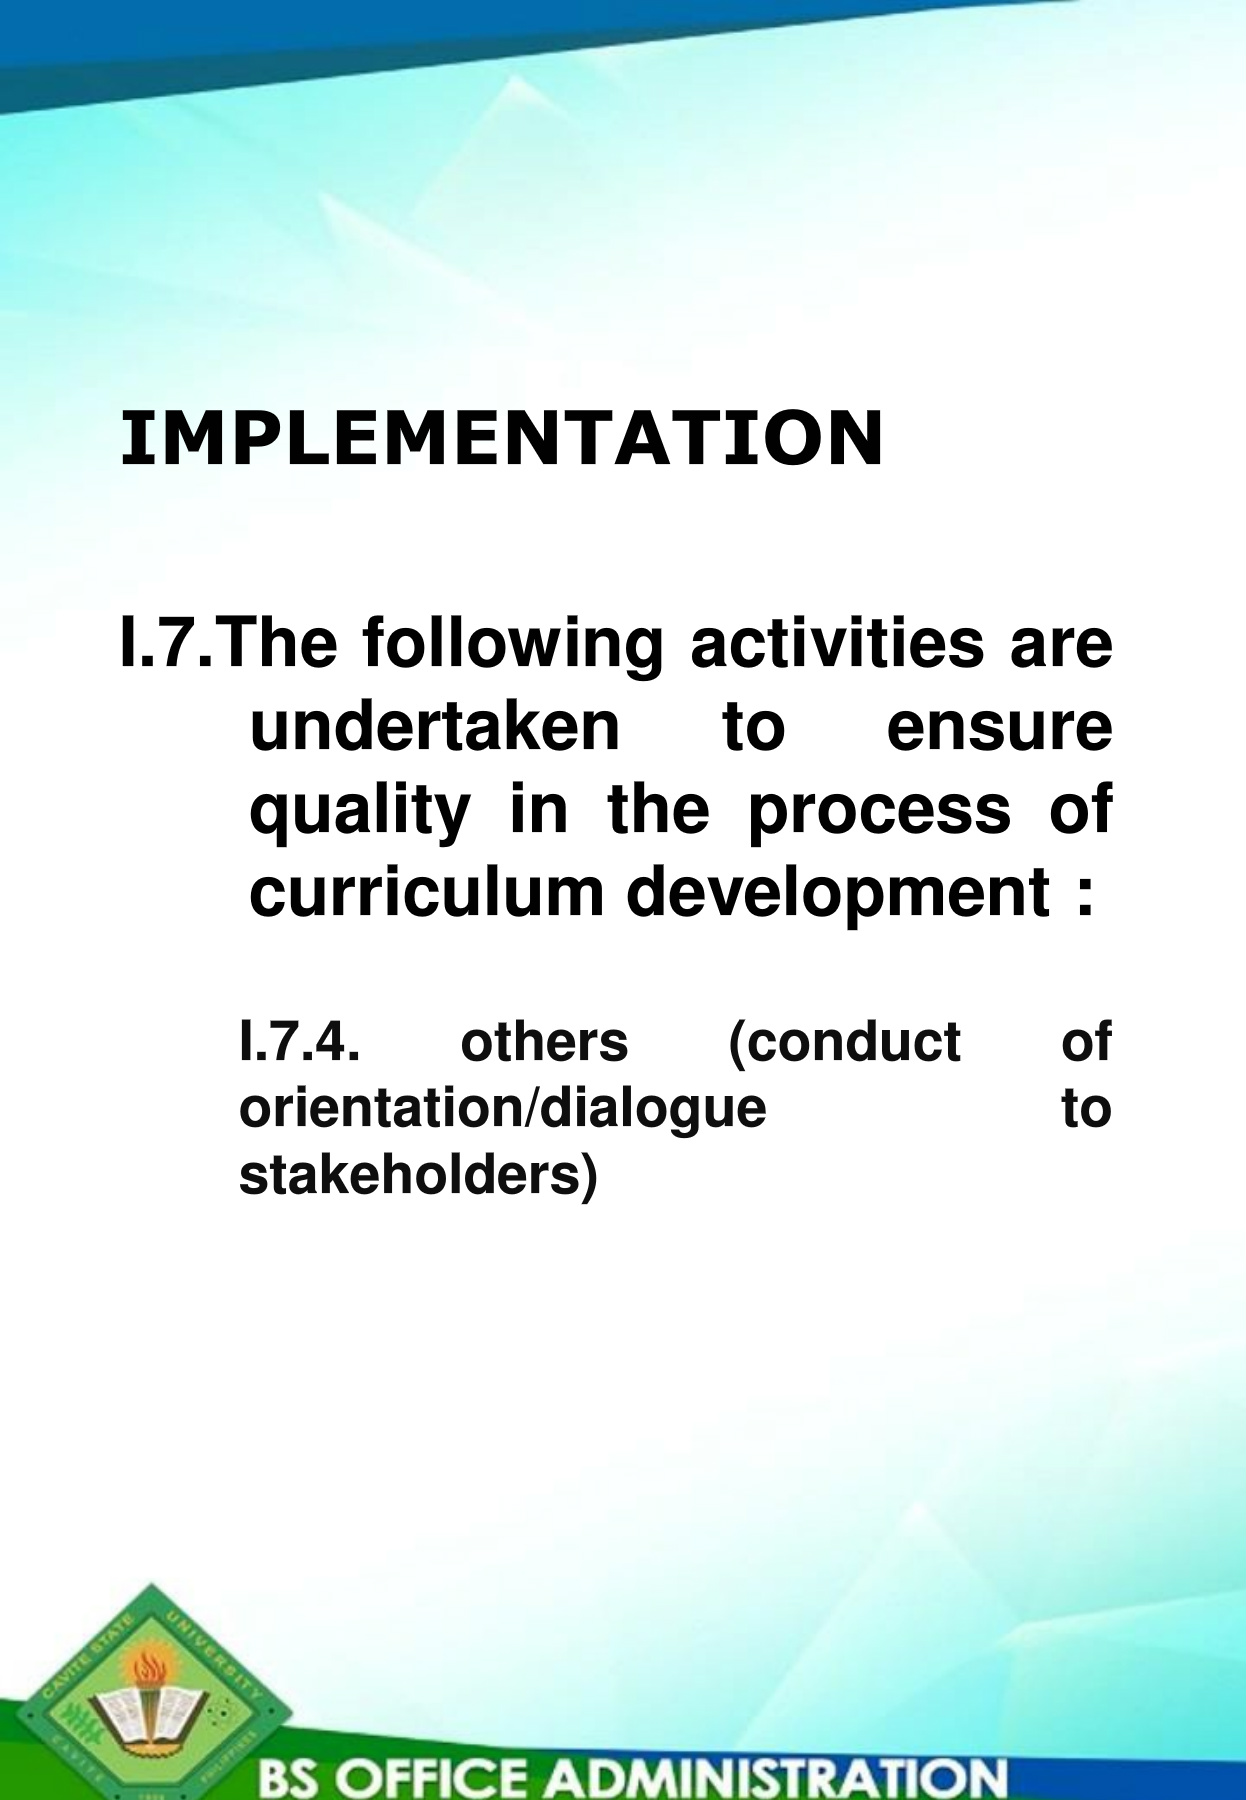 IMPLEMENTATION
I.7.The following activities are
undertaken to ensure
quality in the process of
curriculum development :
I.7.4. others (conduct of
orientation/dialogue to
stakeholders)
CAVITE STATE UNIVERSITY
CAVITE PHILIPPINES
BS OFFICE ADMINISTRATION